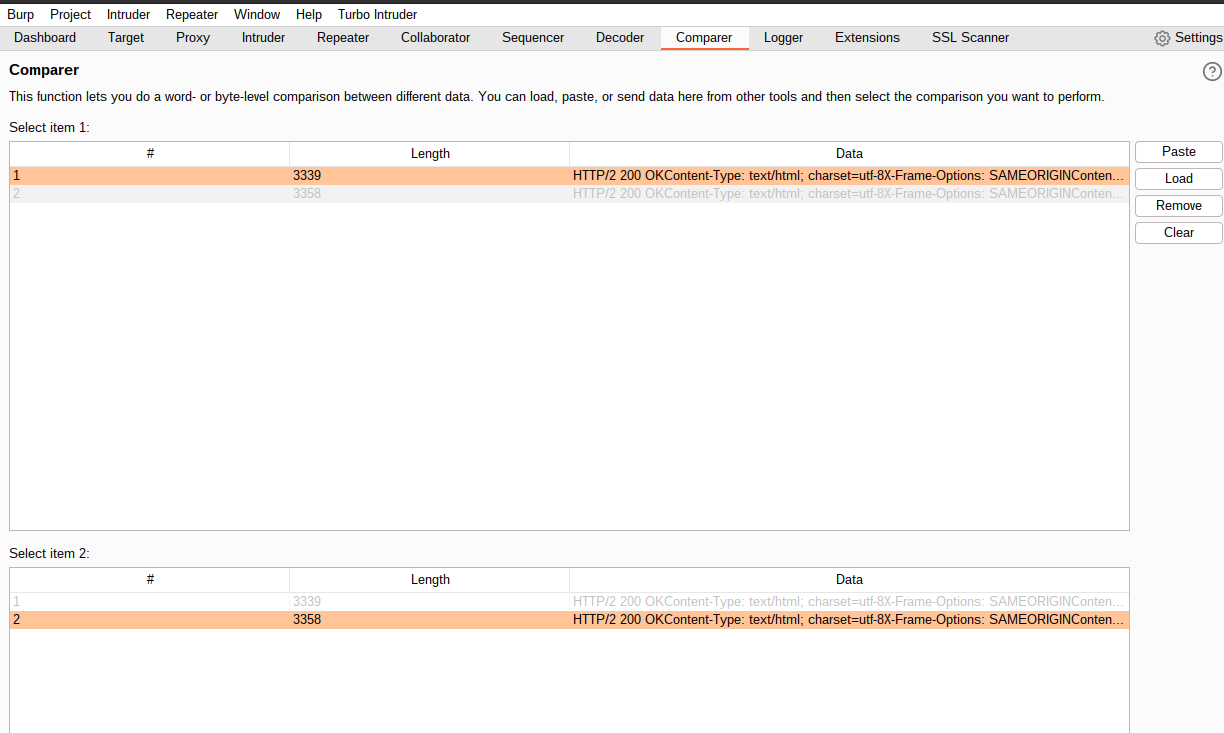 Burp Project Intruder Repeater Window Help Turbo Intruder
Dashboard Target Proxy Intruder Repeater Collaborator Sequencer Decoder Comparer Logger Extensions SSL Scanner Settings
Comparer
?
This function lets you do a word- or byte-level comparison between different data. You can load, paste, or send data here from other tools and then select the comparison you want to perform.
Select item 1:
# Length Data
1 3339 HTTP/2 200 OKContent-Type: text/html; charset=utf-8X-Frame-Options: SAMEORIGINConten...
2 3358 HTTP/2 200 OKContent-Type: text/html; charset=utf-8X-Frame-Options: SAMEORIGINConten...
Paste
Load
Remove
Clear
Select item 2:
# Length Data
1 3339 HTTP/2 200 OKContent-Type: text/html; charset=utf-8X-Frame-Options: SAMEORIGINConten...
2 3358 HTTP/2 200 OKContent-Type: text/html; charset=utf-8X-Frame-Options: SAMEORIGINConten...